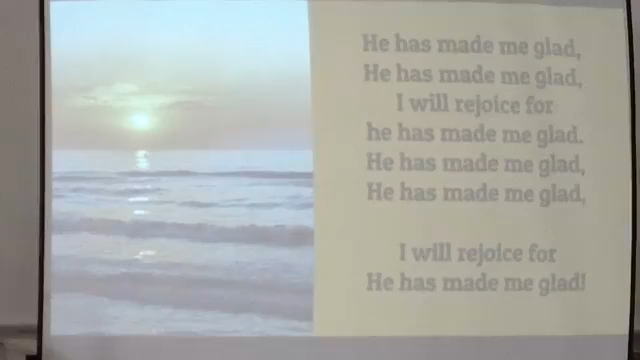 He has made me glad,
He has made me glad,
I will rejoice for
he has made me glad.
He has made me glad,
He has made me glad,
I will rejoice for
He has made me glad!